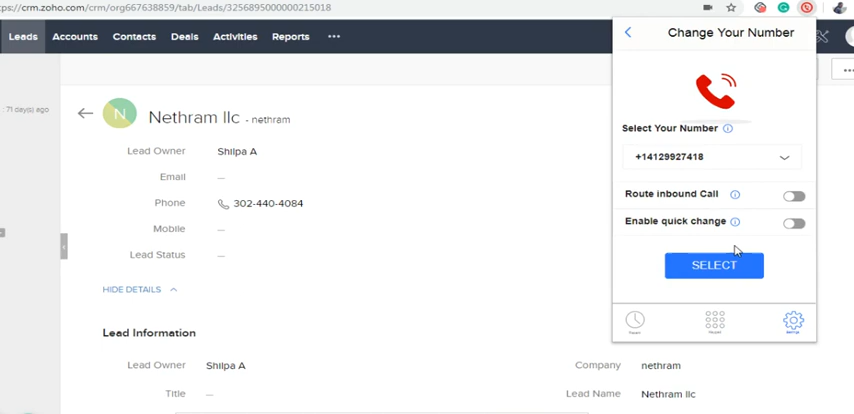 ps://crm.zoho.com/crm/org667638859/tab/Leads/3256895000000215018
Leads Accounts Contacts Deals Activities Reports •••
Change Your Number
: 71 day(s) ago
N
Nethram llc - nethram
Lead Owner Shilpa A
Email —
Phone 302-440-4084
Mobile —
Lead Status —
HIDE DETAILS
Lead Information
Lead Owner Shilpa A
Company nethram
Title —
Lead Name Nethram llc
Select Your Number
+14129927418
Route inbound Call
Enable quick change
SELECT
Settings